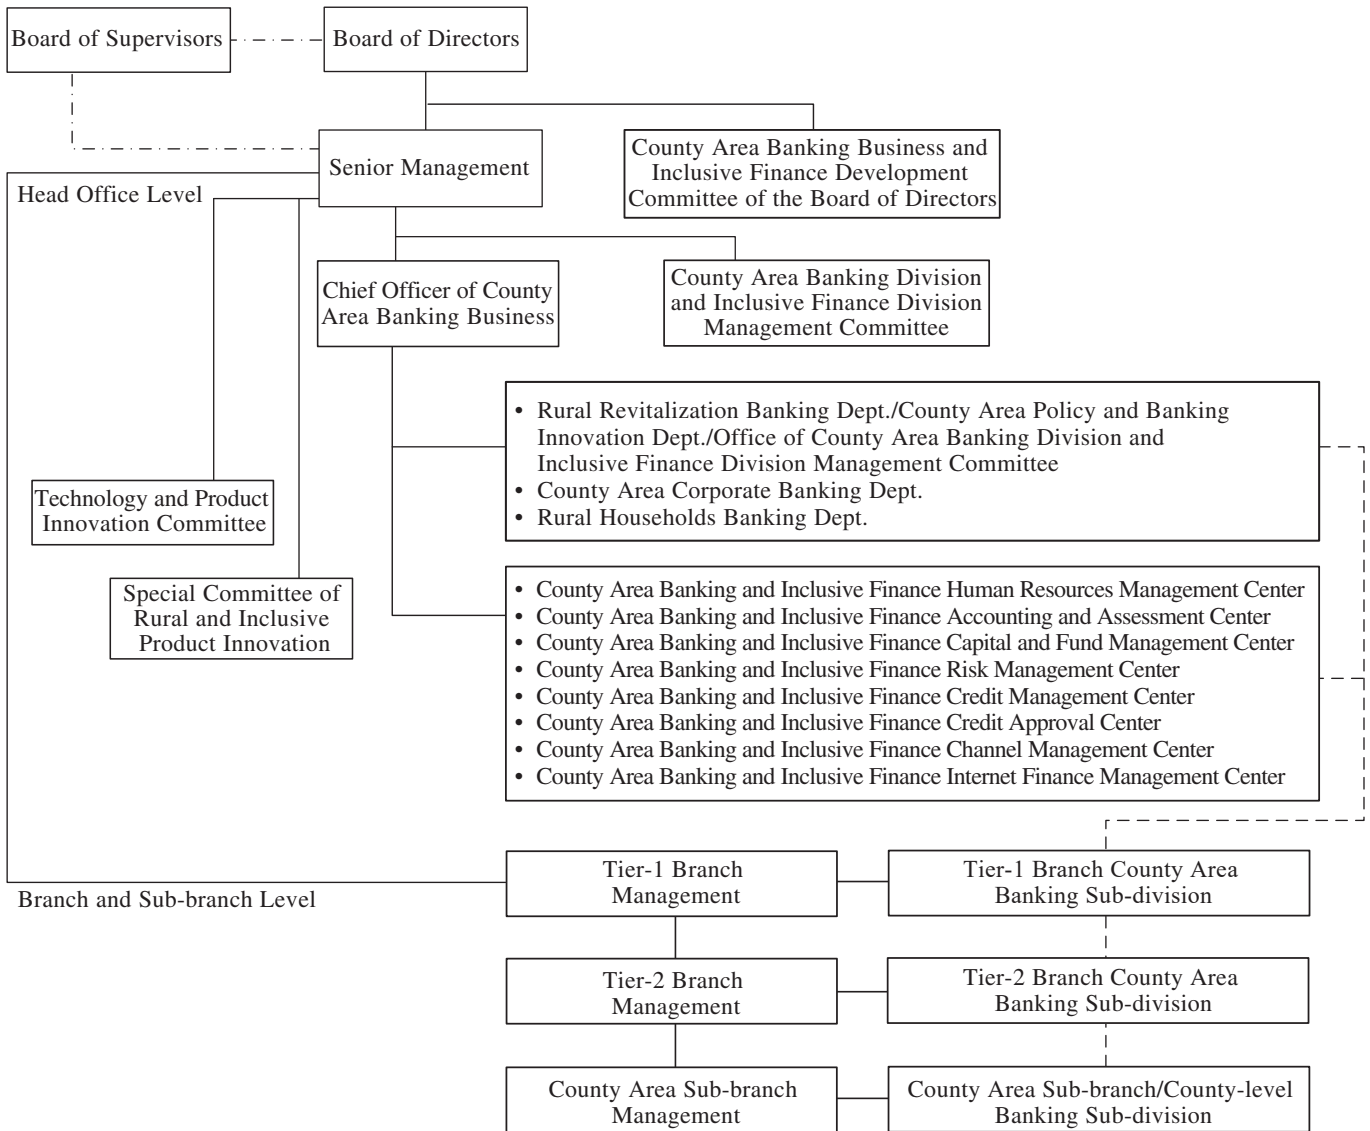 Board of Supervisors
Board of Directors
Senior Management
County Area Banking Business and
Inclusive Finance Development
Committee of the Board of Directors
Head Office Level
Chief Officer of County
Area Banking Business
County Area Banking Division
and Inclusive Finance Division
Management Committee
• Rural Revitalization Banking Dept./County Area Policy and Banking
Innovation Dept./Office of County Area Banking Division and
Inclusive Finance Division Management Committee
• County Area Corporate Banking Dept.
• Rural Households Banking Dept.
Technology and Product
Innovation Committee
Special Committee of
Rural and Inclusive
Product Innovation
• County Area Banking and Inclusive Finance Human Resources Management Center
• County Area Banking and Inclusive Finance Accounting and Assessment Center
• County Area Banking and Inclusive Finance Capital and Fund Management Center
• County Area Banking and Inclusive Finance Risk Management Center
• County Area Banking and Inclusive Finance Credit Management Center
• County Area Banking and Inclusive Finance Credit Approval Center
• County Area Banking and Inclusive Finance Channel Management Center
• County Area Banking and Inclusive Finance Internet Finance Management Center
Branch and Sub-branch Level
Tier-1 Branch
Management
Tier-1 Branch County Area
Banking Sub-division
Tier-2 Branch
Management
Tier-2 Branch County Area
Banking Sub-division
County Area Sub-branch
Management
County Area Sub-branch/County-level
Banking Sub-division